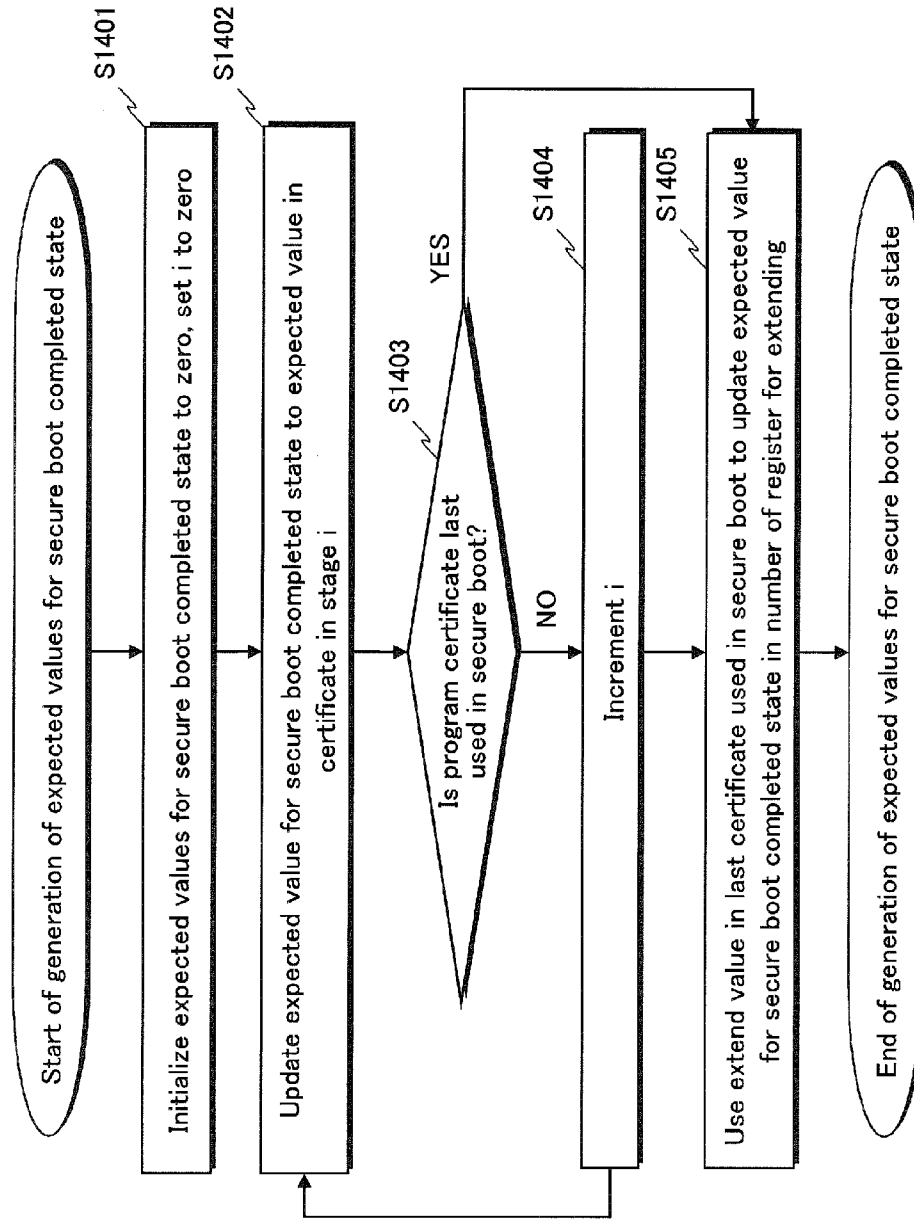 Start of generation of expected values for secure boot completed state
S1401
Initialize expected values for secure boot completed state to zero, set i to zero
S1402
Update expected value for secure boot completed state to expected value in
certificate in stage i
S1403
Is program certificate last
used in secure boot?
YES
NO
S1404
Increment i
S1405
Use extend value in last certificate used in secure boot to update expected value
for secure boot completed state in number of register for extending
End of generation of expected values for secure boot completed state